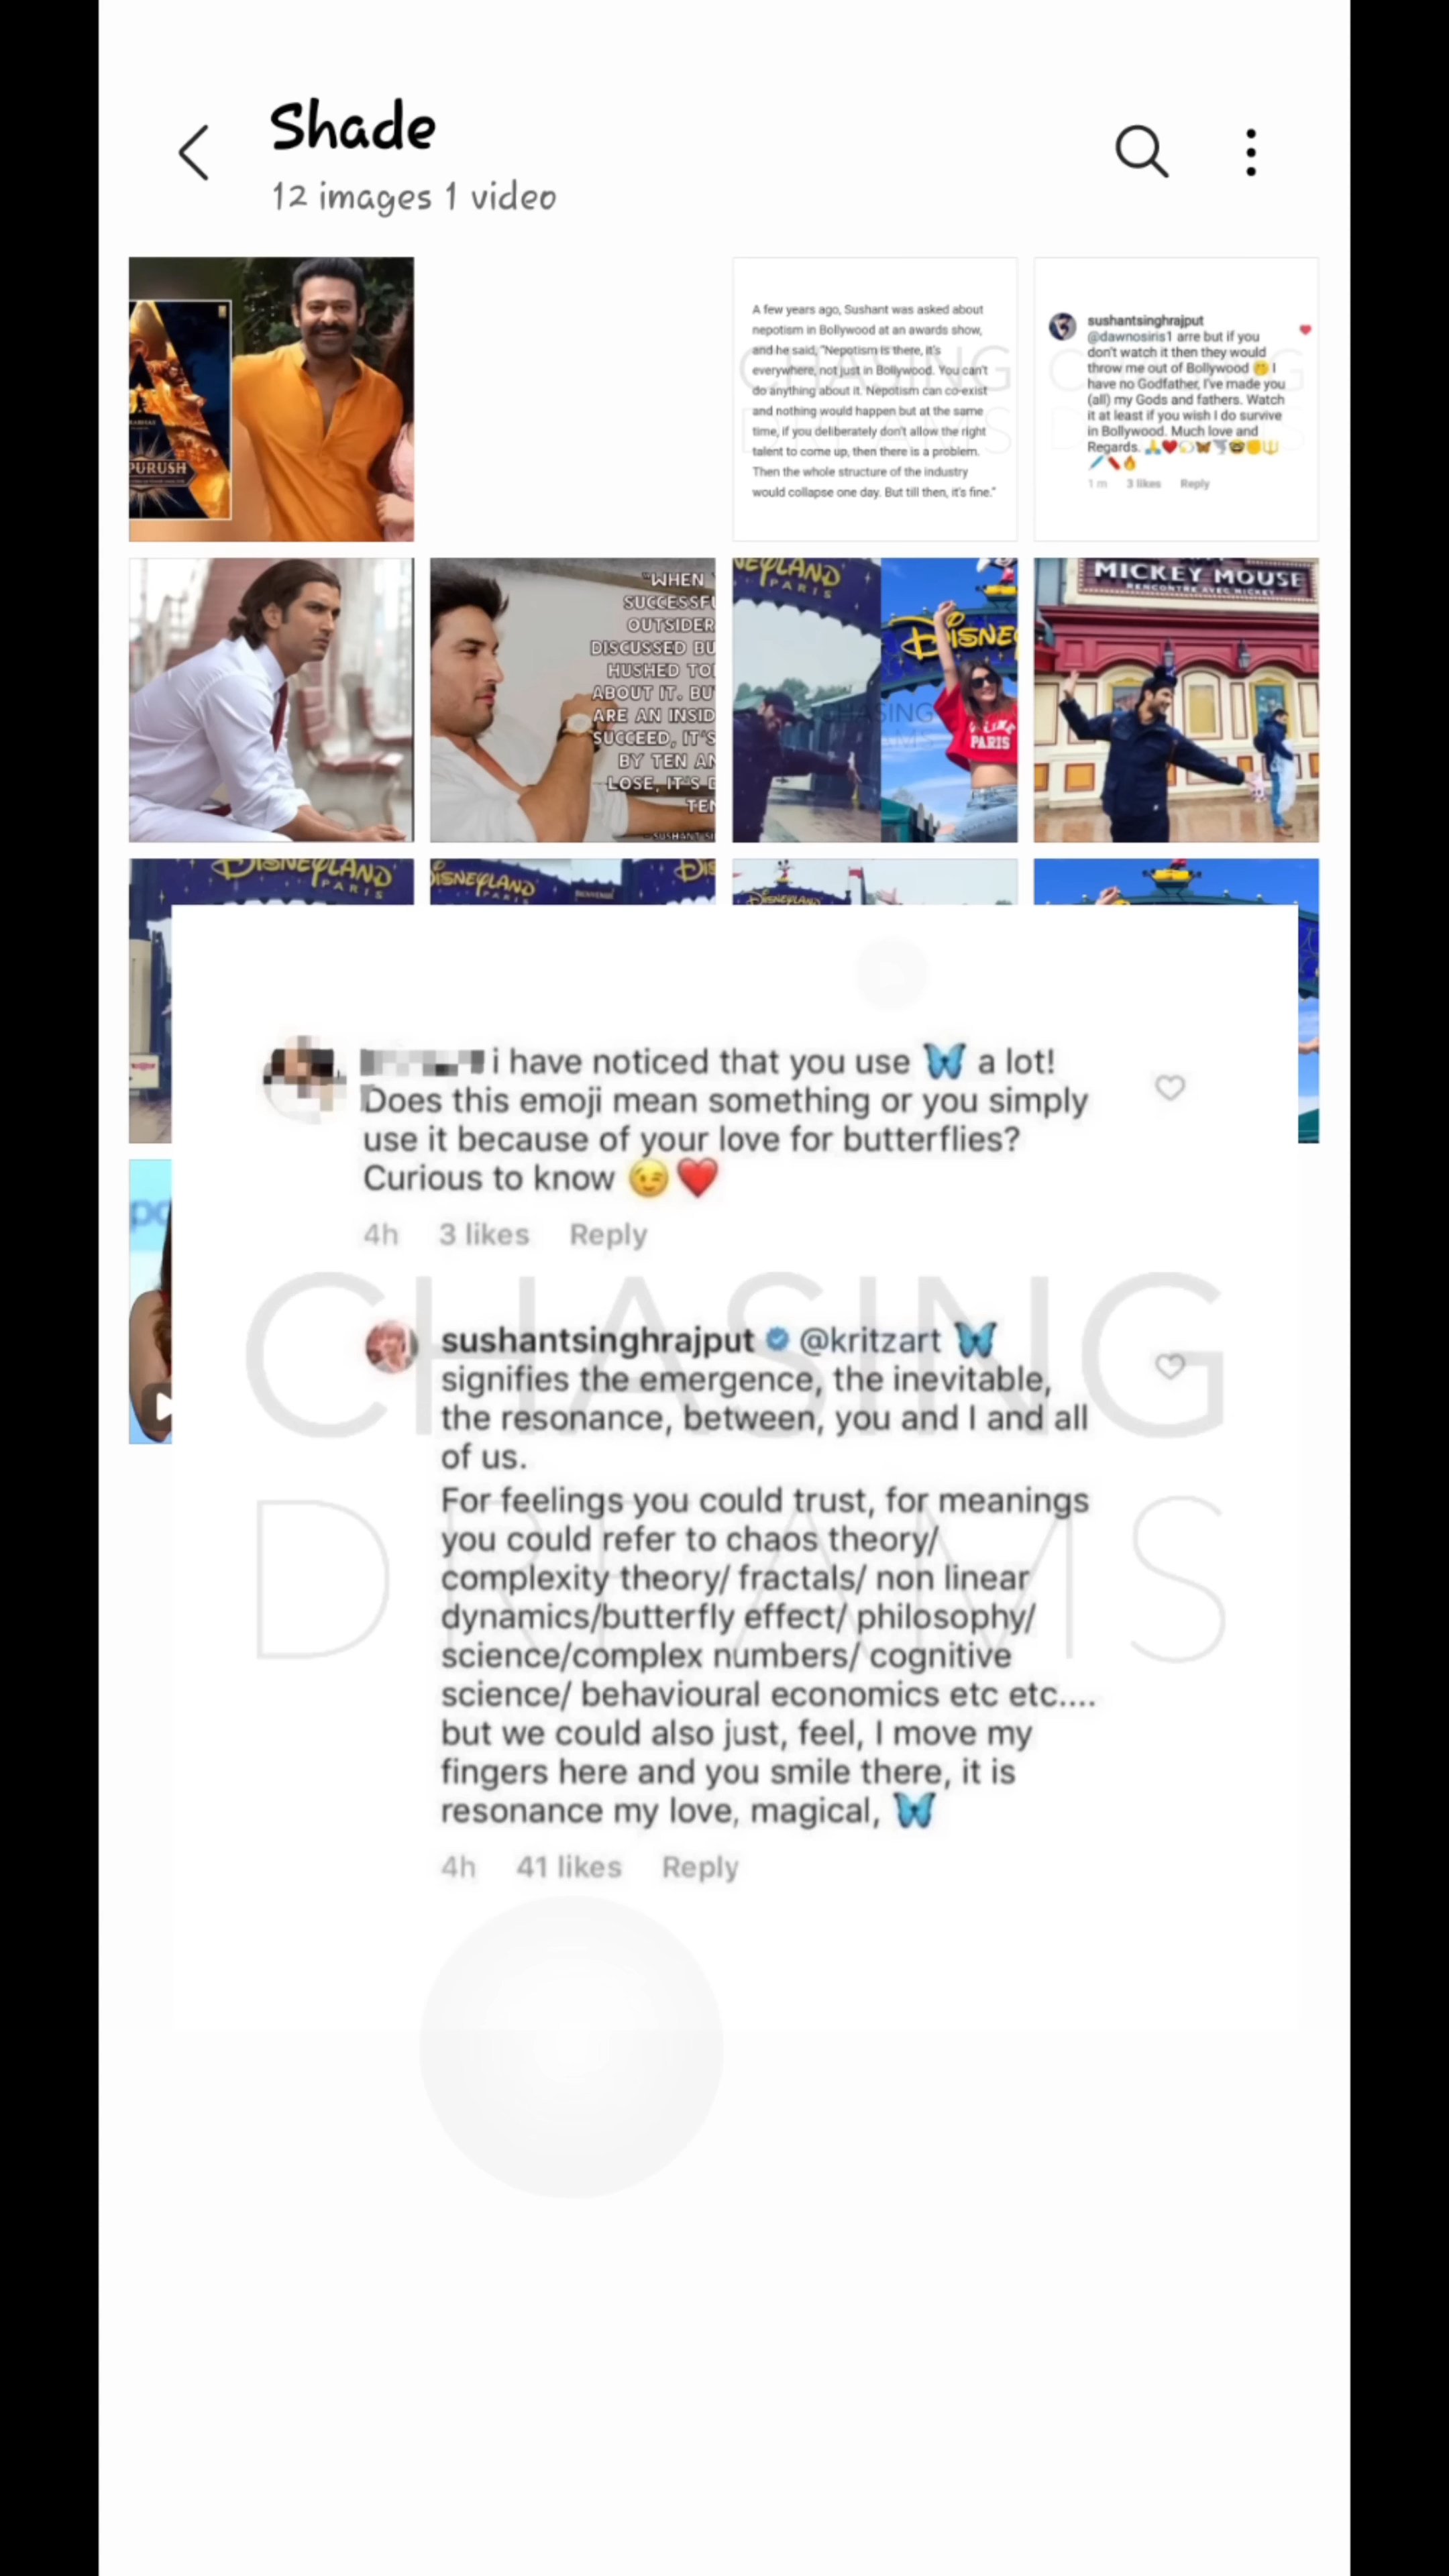 Shade
12 images 1 video
PURUSH
A few years ago, Sushant was asked about
nepotism in Bollywood at an awards show,
and he said, "Nepotism is there, it's
everywhere, not just in Bollywood. You can't
do anything about it. Nepotism can co-exist
and nothing would happen but at the same
time, if you deliberately don't allow the right
talent to come up, then there is a problem.
Then the whole structure of the industry
would collapse one day. But till then, it's fine."
sushantsinghrajput
@dawnosiris1 arre but if you
don't watch it then they would
throw me out of Bollywood 🤭 I
have no Godfather, I've made you
(all) my Gods and fathers. Watch
it at least if you wish I do survive
in Bollywood. Much love and
Regards.
1 m 3 likes Reply
"WHEN
SUCCESSFU
OUTSIDER
DISCUSSED BU
HUSHED TO
ABOUT IT. BU
ARE AN INSID
SUCCEED, IT'S
BY TEN AN
LOSE, IT'S D
TEN
NEYLAND
PARIS
DISNE
PARIS
MICKEY MOUSE
RENCONTRE AVEC MICKEY
DISNEYLAND
PARIS
DISNEYLAND
PARIS
DIS
DISNEYLAND
i have noticed that you use 🦋 a lot!
Does this emoji mean something or you simply
use it because of your love for butterflies?
Curious to know 😉❤️
4h 3 likes Reply
CHASING
DREAMS
sushantsinghrajput @kritzart 🦋
signifies the emergence, the inevitable,
the resonance, between, you and I and all
of us.
For feelings you could trust, for meanings
you could refer to chaos theory/
complexity theory/ fractals/ non linear
dynamics/butterfly effect/ philosophy/
science/complex numbers/ cognitive
science/ behavioural economics etc etc....
but we could also just, feel, I move my
fingers here and you smile there, it is
resonance my love, magical, 🦋
4h 41 likes Reply